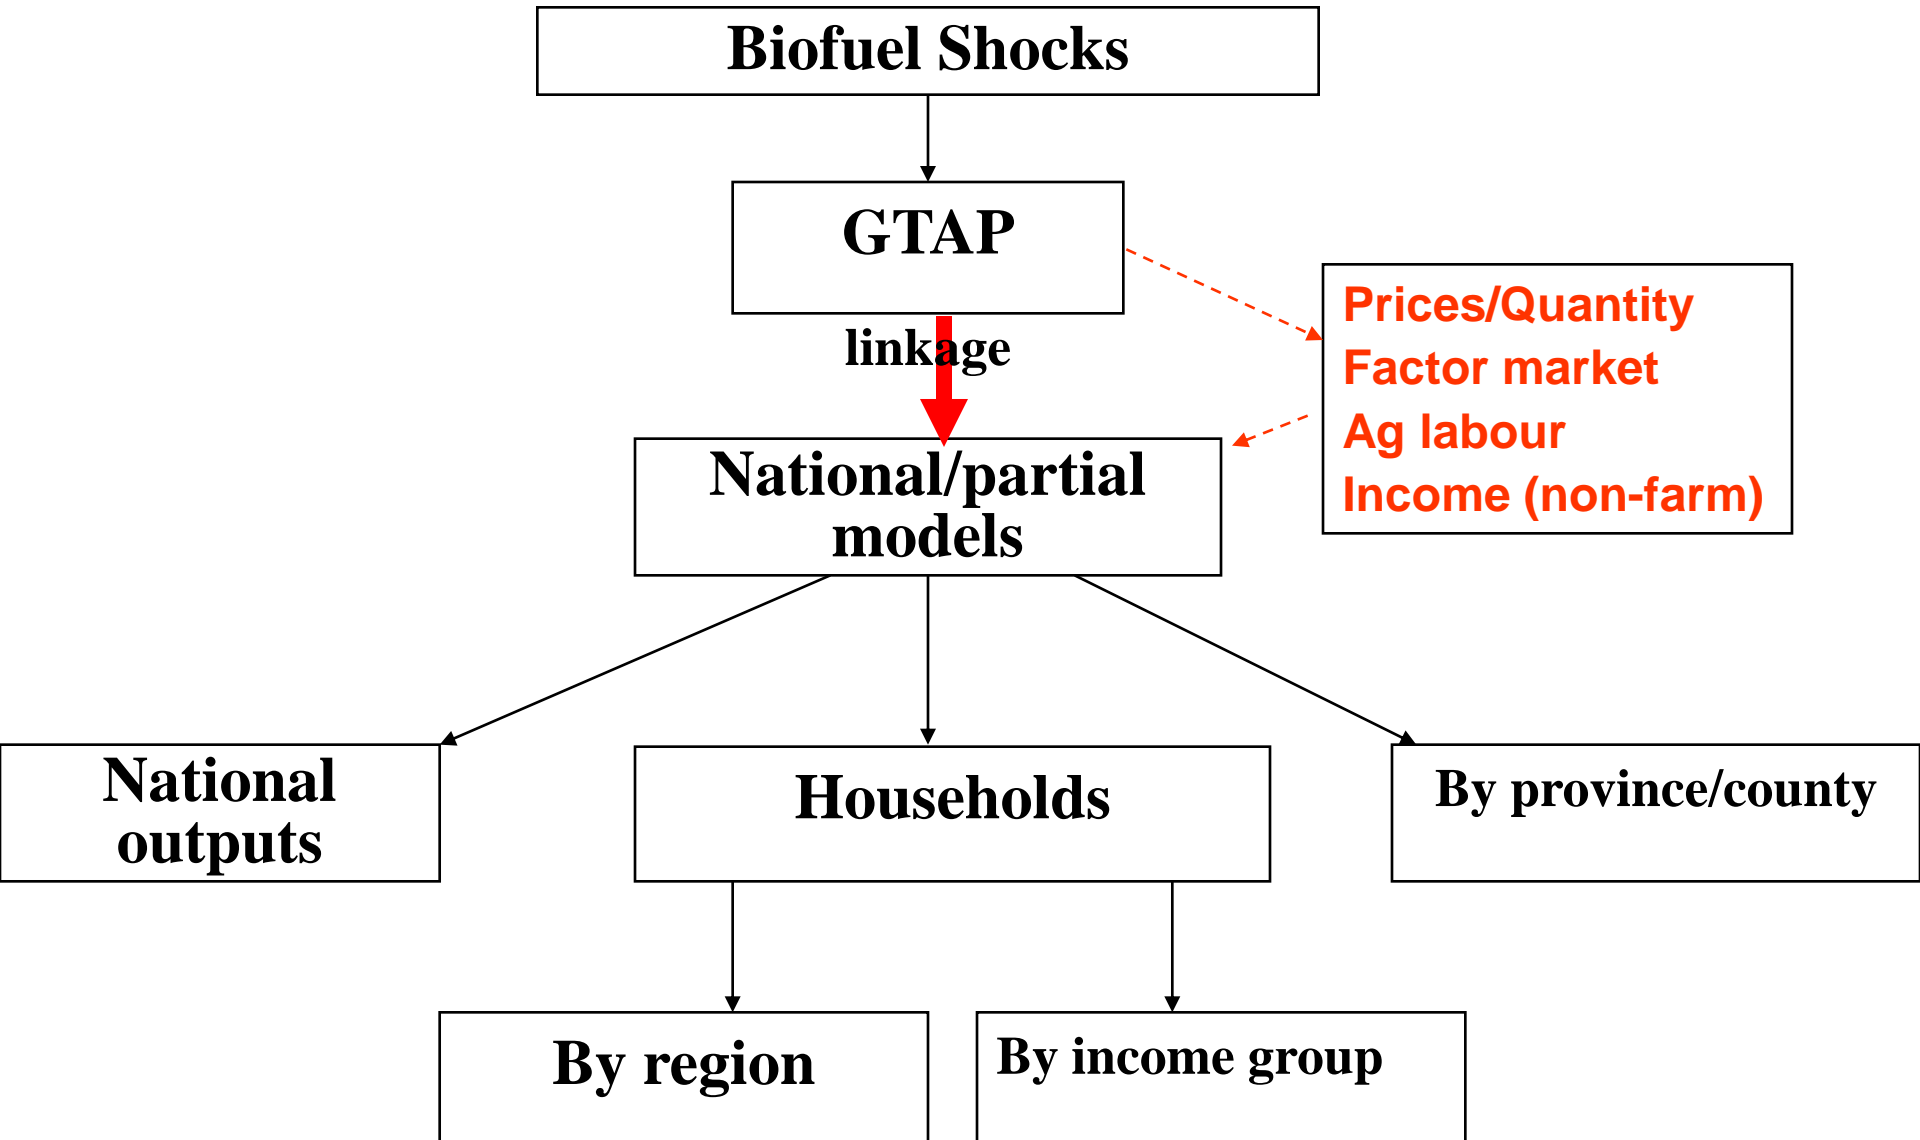 Biofuel Shocks
GTAP
linkage
Prices/Quantity
Factor market
Ag labour
Income (non-farm)
National/partial
models
National
outputs
Households
By province/county
By region
By income group